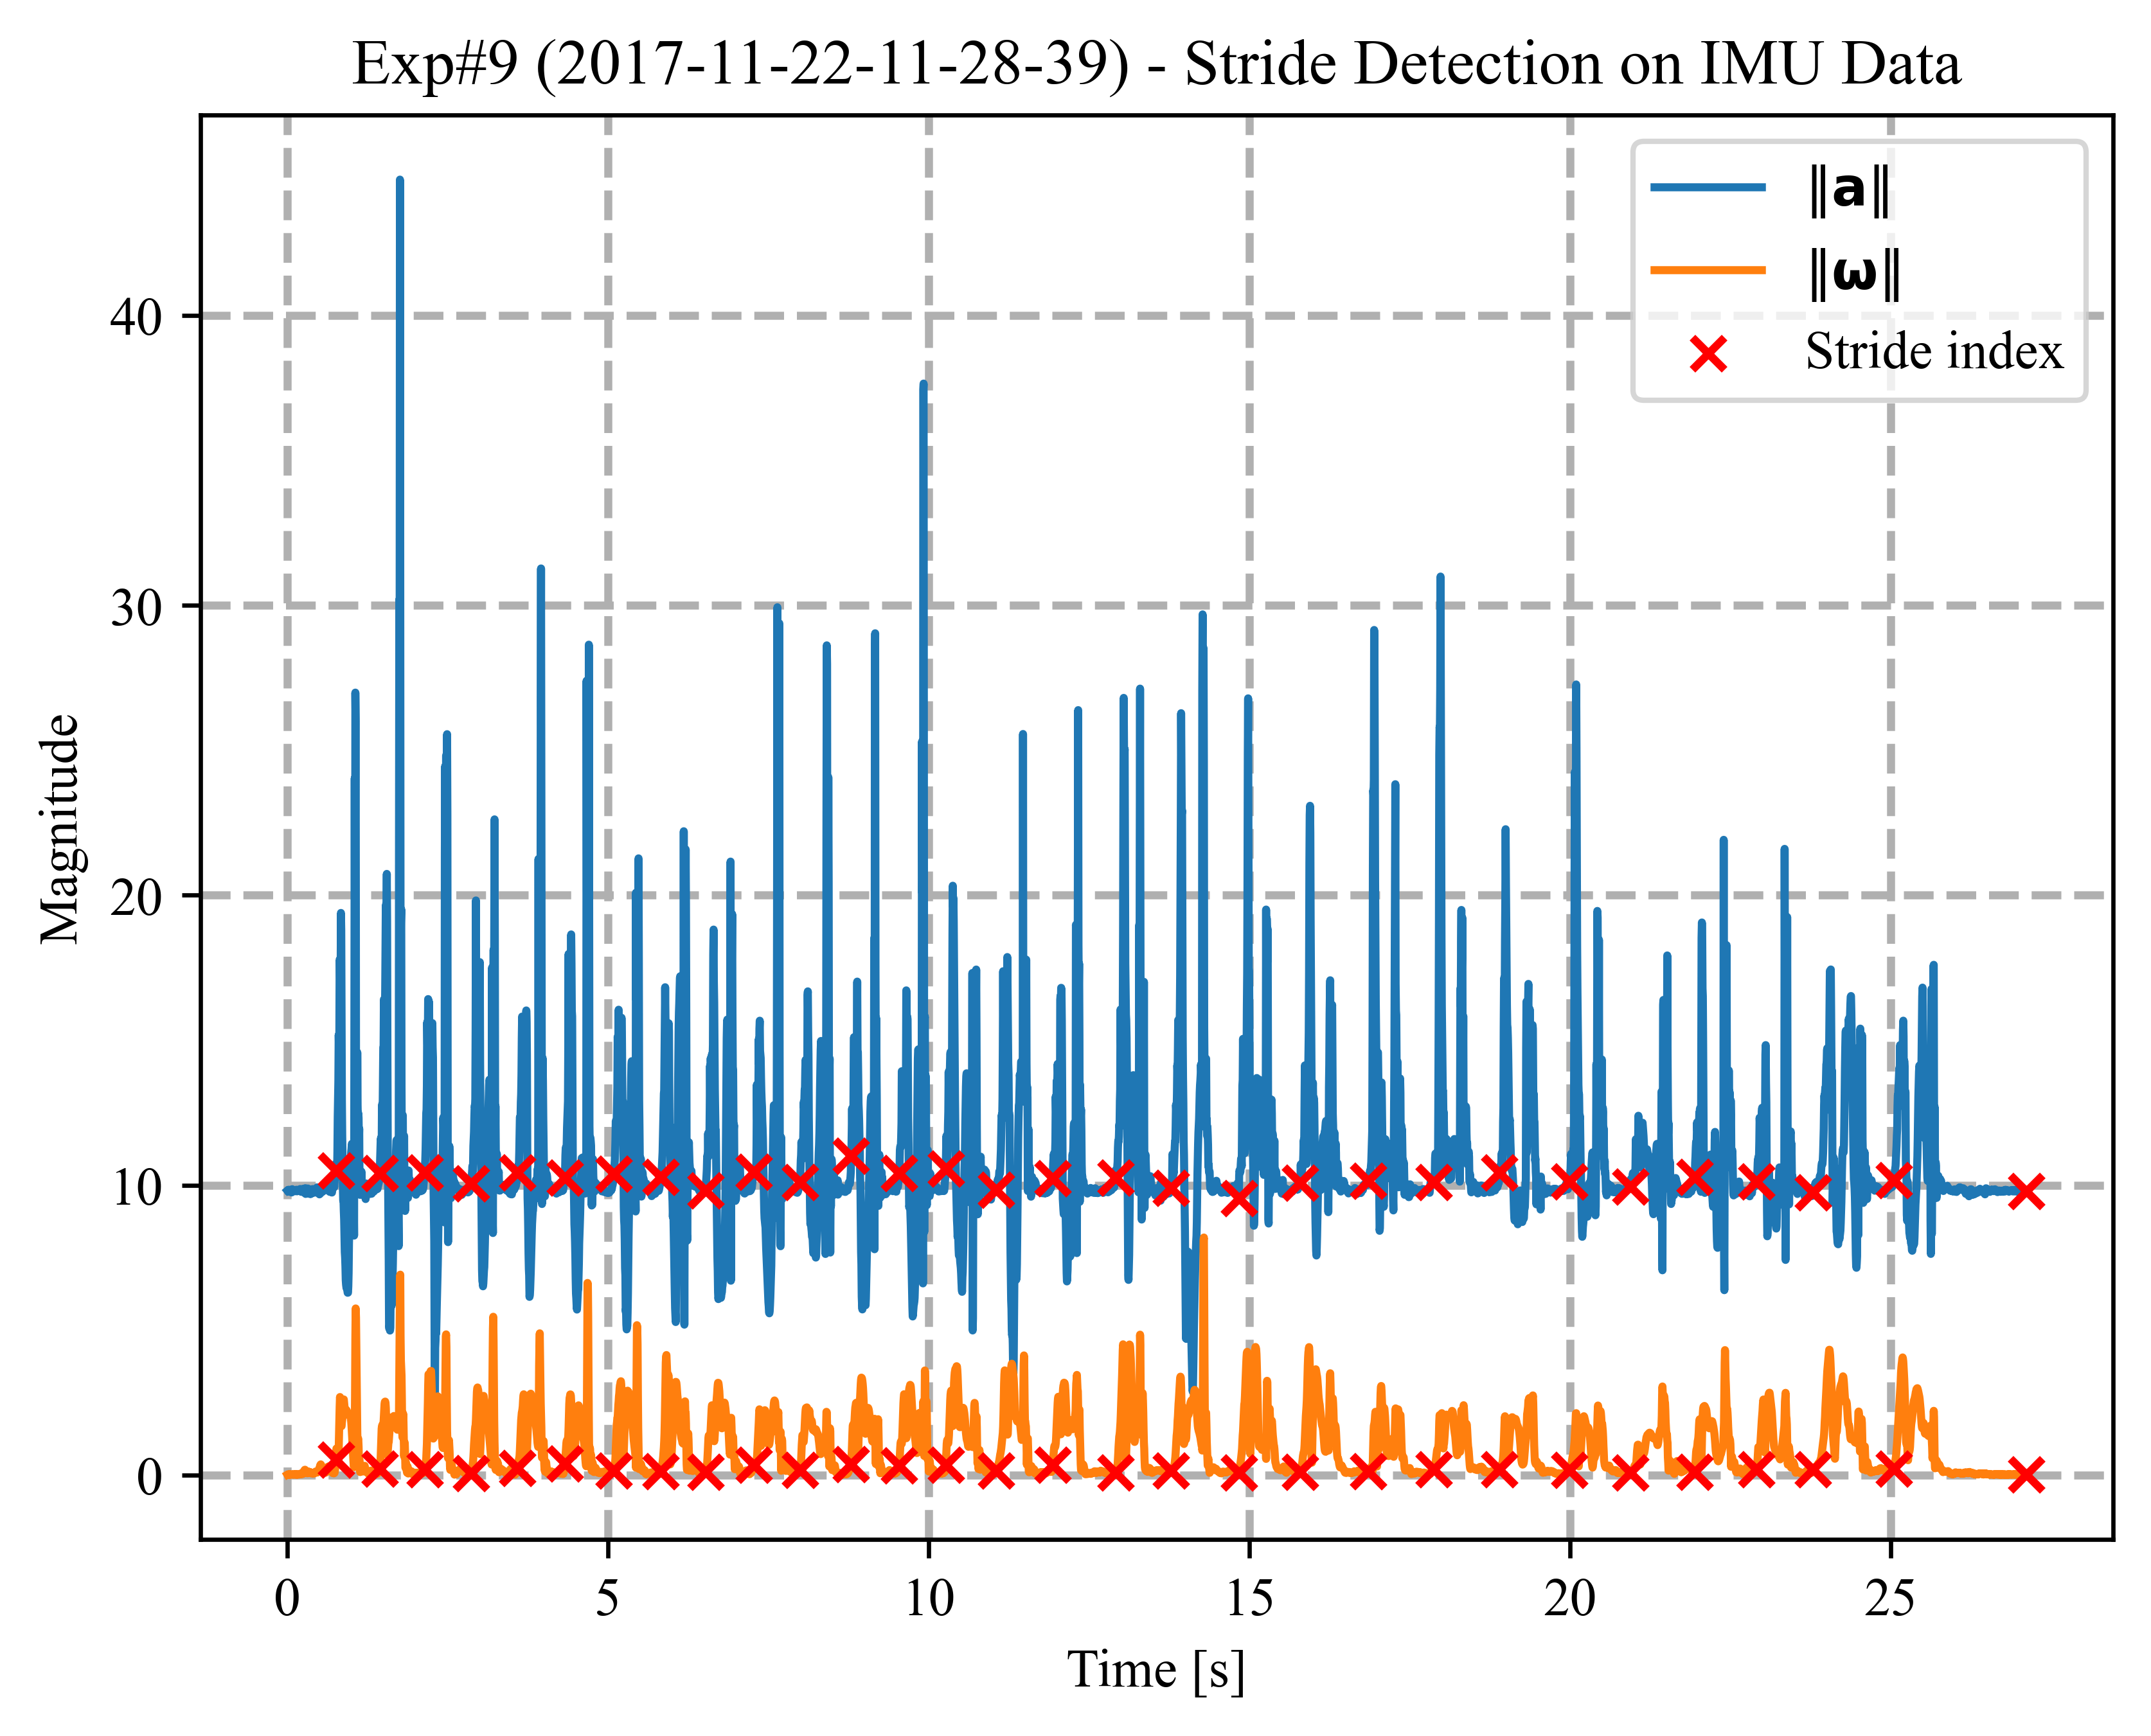 Exp#9 (2017-11-22-11-28-39) - Stride Detection on IMU Data
‖a‖
‖ω‖
Stride index
Magnitude
40
30
20
10
0
0 5 10 15 20 25
Time [s]